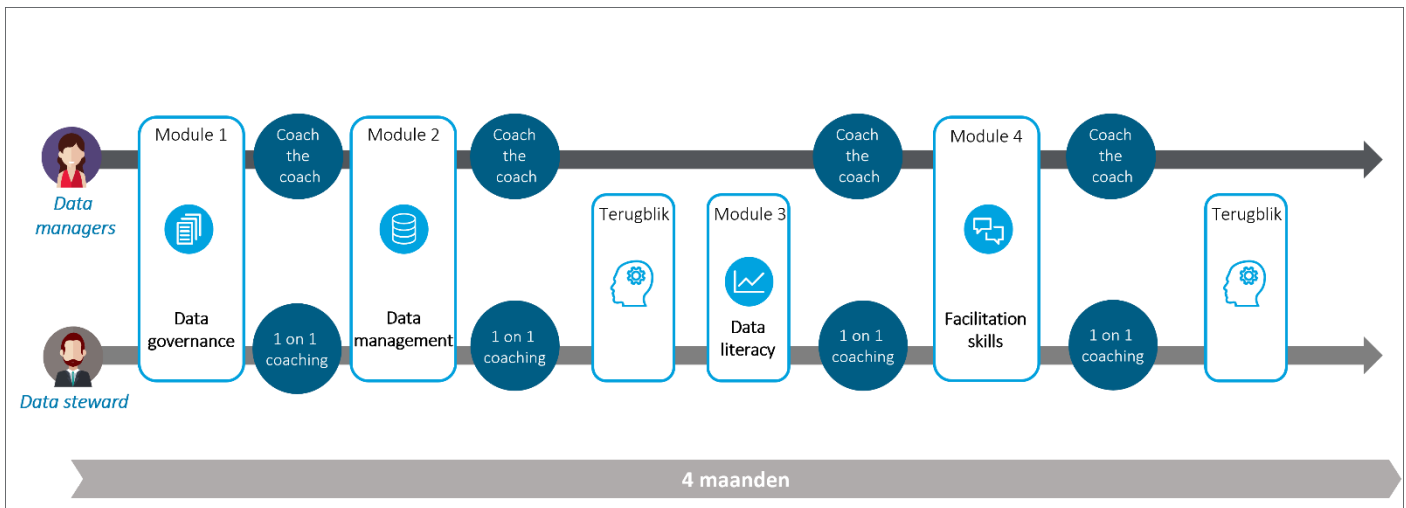 Data
managers
Module 1
Data
governance
Coach
the
coach
1 on 1
coaching
Module 2
Data
management
Coach
the
coach
1 on 1
coaching
Terugblik
Module 3
Data
literacy
Coach
the
coach
1 on 1
coaching
Module 4
Facilitation
skills
Coach
the
coach
1 on 1
coaching
Terugblik
Data steward
4 maanden